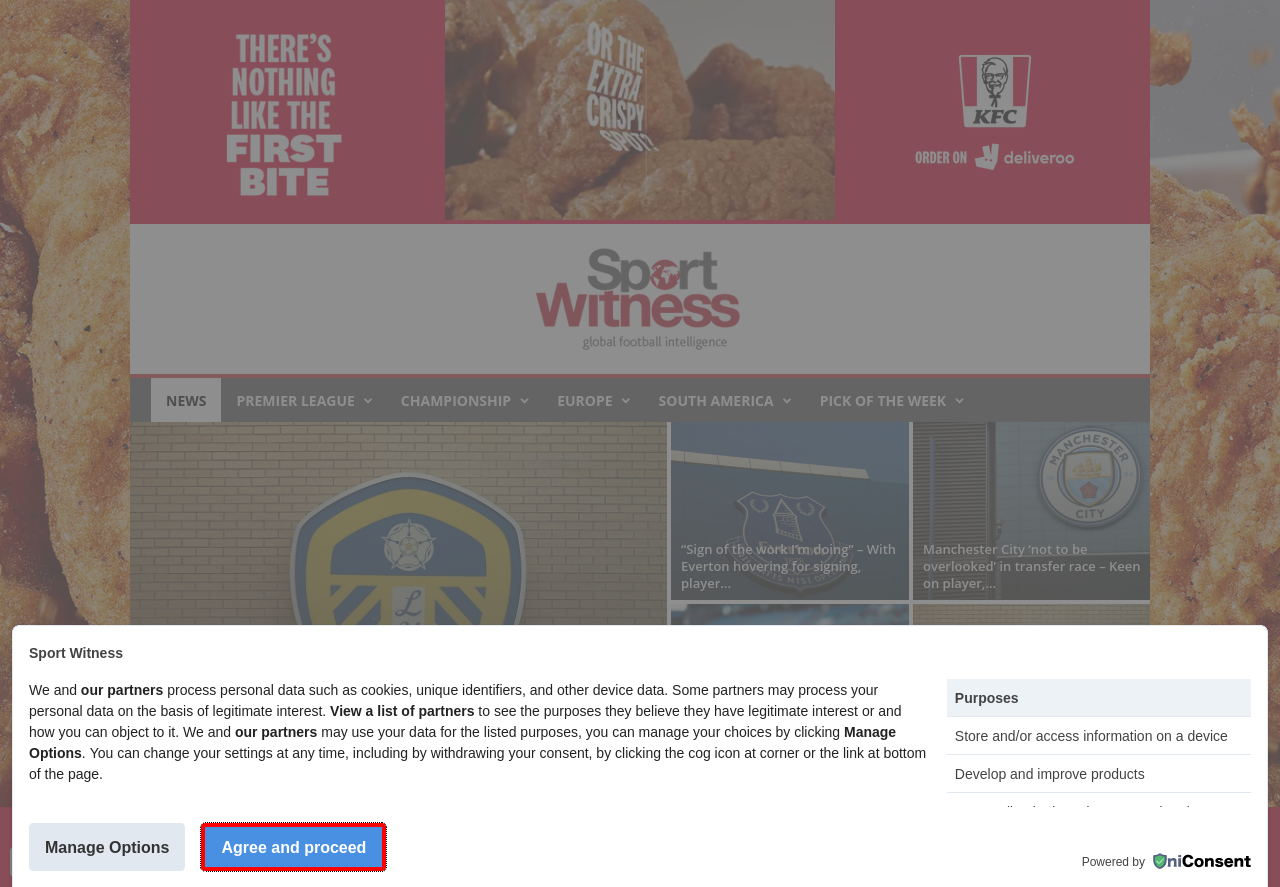 THERE'S
NOTHING
LIKE THE
FIRST
BITE
OR THE
EXTRA
CRISPY
SPOT?
KFC
ORDER ON deliveroo
Sport
Witness
global football intelligence
NEWS PREMIER LEAGUE CHAMPIONSHIP EUROPE SOUTH AMERICA PICK OF THE WEEK
MANCHESTER
CITY
“Sign of the work I’m doing” – With
Everton hovering for signing,
player…
Manchester City ‘not to be
overlooked’ in transfer race – Keen
on player,…
Sport Witness
We and our partners process personal data such as cookies, unique identifiers, and other device data. Some partners may process your
personal data on the basis of legitimate interest. View a list of partners to see the purposes they believe they have legitimate interest or and
how you can object to it. We and our partners may use your data for the listed purposes, you can manage your choices by clicking Manage
Options. You can change your settings at any time, including by withdrawing your consent, by clicking the cog icon at corner or the link at bottom
of the page.
Purposes
Store and/or access information on a device
Develop and improve products
Manage Options Agree and proceed
Powered by UniConsent